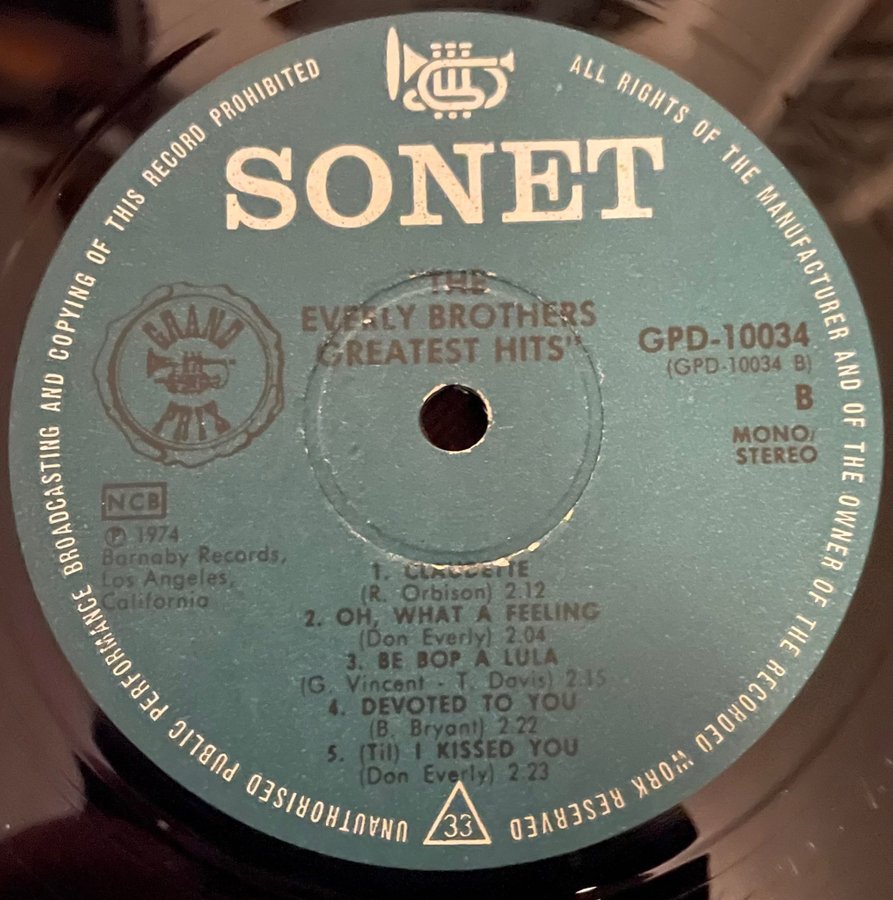 UNAUTHORISED PUBLIC PERFORMANCE BROADCASTING AND COPYING OF THIS RECORD PROHIBITED
ALL RIGHTS OF THE MANUFACTURER AND OF THE OWNER OF THE RECORDED WORK RESERVED
SONET
"THE
EVERLY BROTHERS
GREATEST HITS"
GRAND
PRIX
GPD-10034
(GPD-10034 B)
B
MONO/
STEREO
NCB
℗ 1974
Barnaby Records,
Los Angeles,
California
1. CLAUDETTE
(R. Orbison) 2.12
2. OH, WHAT A FEELING
(Don Everly) 2.04
3. BE BOP A LULA
(G. Vincent - T. Davis) 2.15
4. DEVOTED TO YOU
(B. Bryant) 2.22
5. (Til) I KISSED YOU
(Don Everly) 2.23
33